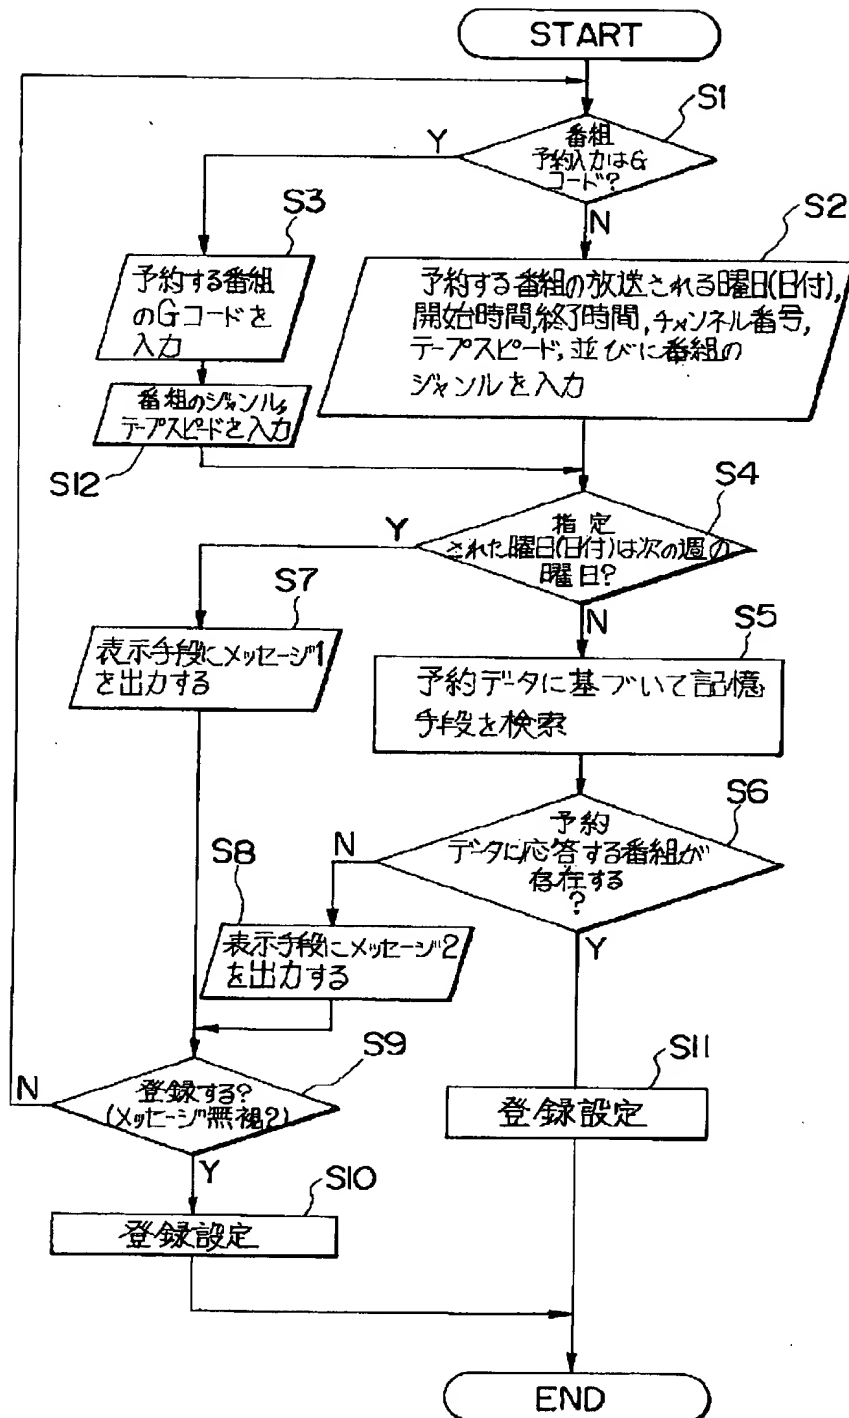 START
S1
番組
予約入力はG
コード?
Y
N
S3
予約する番組
のGコードを
入力
S2
予約する番組の放送される曜日(日付),
開始時間,終了時間,チャンネル番号,
テープスピード,並びに番組の
ジャンルを入力
番組のジャンル,
テープスピードを入力
S12
S4
指定
された曜日(日付)は次の週の
曜日?
Y
N
S7
表示手段にメッセージ1
を出力する
S5
予約データに基づいて記憶
手段を検索
S6
予約
データに応答する番組が
存在する
?
N
Y
S8
表示手段にメッセージ2
を出力する
S9
登録する?
(メッセージ無視?)
N
Y
S11
登録設定
S10
登録設定
END